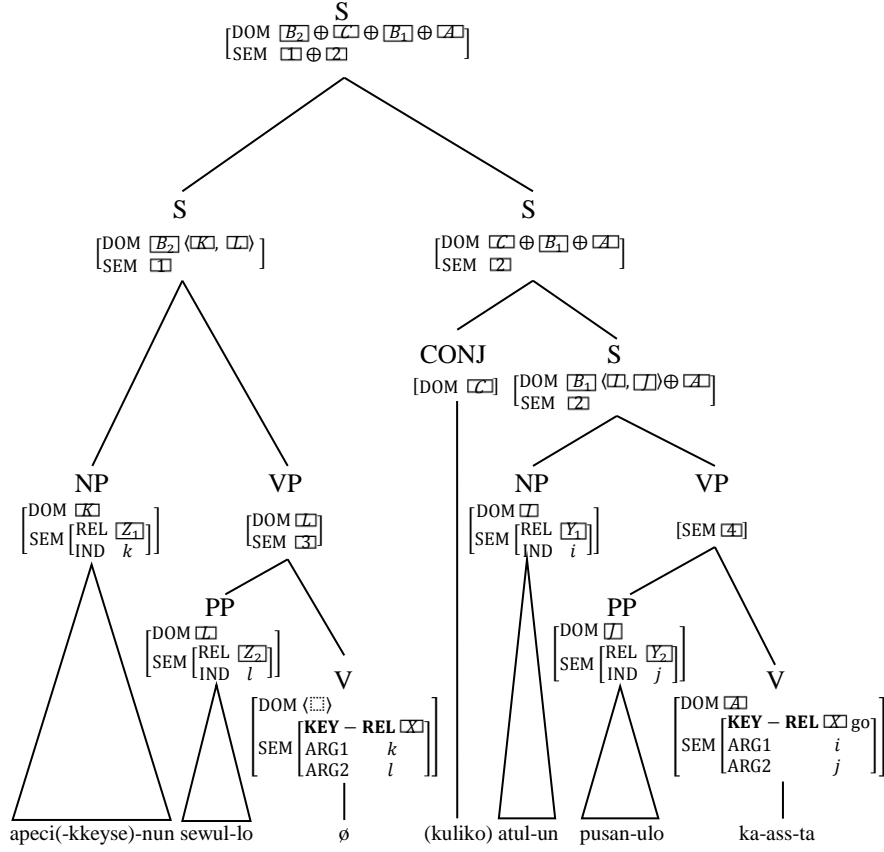 S
[DOM B₂ ⊕ C ⊕ B₁ ⊕ A
SEM 1 ⊕ 2]
S S
[DOM B₂ ⟨K, L⟩
SEM 1]
[DOM C ⊕ B₁ ⊕ A
SEM 2]
CONJ S
[DOM C]
[DOM B₁ ⟨I, J⟩ ⊕ A
SEM 2]
NP VP NP VP
[DOM K
SEM [REL Z₁
IND k]]
[DOM L
SEM 3]
[DOM I
SEM [REL Y₁
IND i]]
[SEM 4]
PP PP
[DOM L
SEM [REL Z₂
IND l]]
[DOM J
SEM [REL Y₂
IND j]]
V V
[DOM ⟨⬚⟩
SEM [KEY − REL X
ARG1 k
ARG2 l]]
[DOM A
SEM [KEY − REL X go
ARG1 i
ARG2 j]]
apeci(-kkeyse)-nun sewul-lo ø (kuliko) atul-un pusan-ulo ka-ass-ta